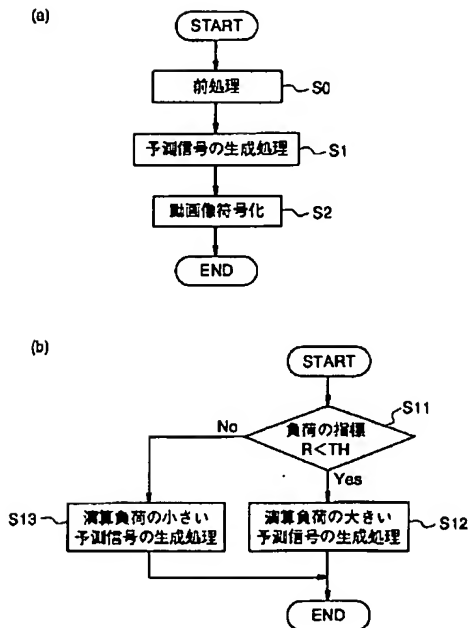 (a)
START
前処理
S0
予測信号の生成処理
S1
動画像符号化
S2
END
(b)
START
S11
負荷の指標
R<TH
No
Yes
S13
演算負荷の小さい
予測信号の生成処理
演算負荷の大きい
予測信号の生成処理
S12
END